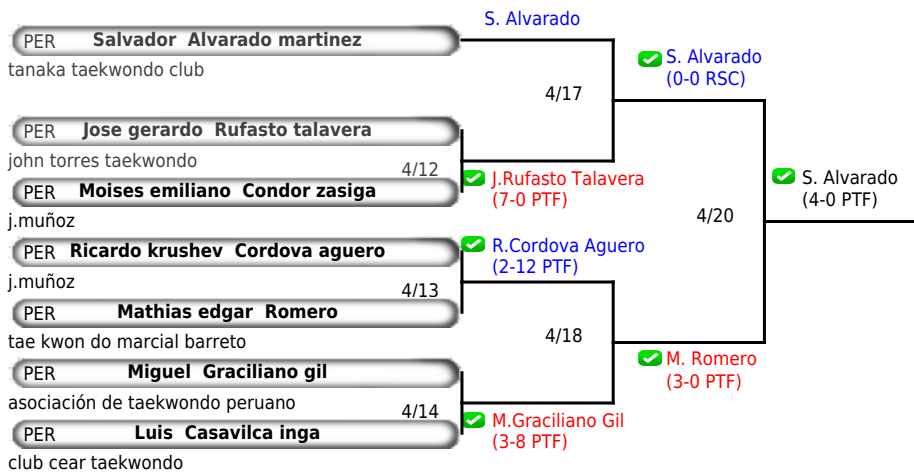 S. Alvarado
PER Salvador Alvarado martinez
tanaka taekwondo club
S. Alvarado
(0-0 RSC)
4/17
PER Jose gerardo Rufasto talavera
john torres taekwondo
4/12
J.Rufasto Talavera
(7-0 PTF)
PER Moises emiliano Condor zasiga
j.muñoz
S. Alvarado
(4-0 PTF)
4/20
PER Ricardo krushev Cordova aguero
j.muñoz
R.Cordova Aguero
(2-12 PTF)
4/13
PER Mathias edgar Romero
tae kwon do marcial barreto
4/18
M. Romero
(3-0 PTF)
PER Miguel Graciliano gil
asociación de taekwondo peruano
4/14
M.Graciliano Gil
(3-8 PTF)
PER Luis Casavilca inga
club cear taekwondo